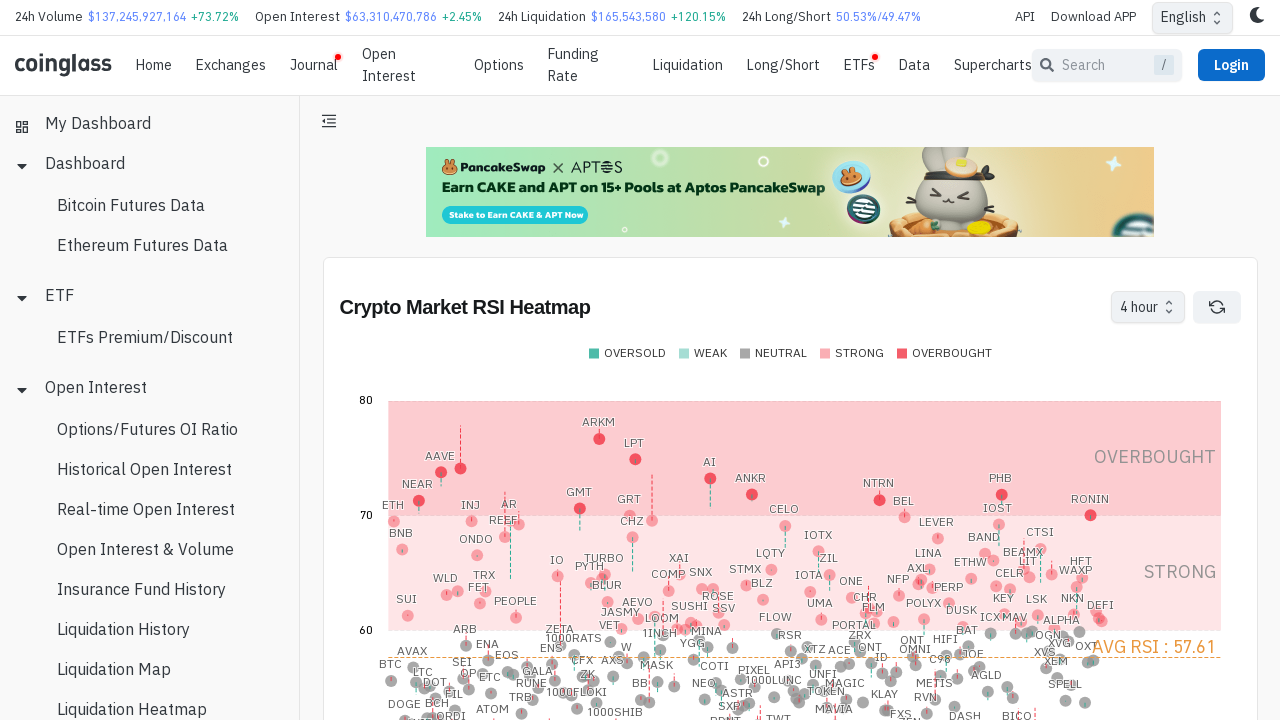 24h Volume $137,245,927,164 +73.72% Open Interest $63,310,470,786 +2.45% 24h Liquidation $165,543,580 +120.15% 24h Long/Short 50.53%/49.47% API Download APP English
coinglass Home Exchanges Journal Open Interest Options Funding Rate Liquidation Long/Short ETFs Data Supercharts Search / Login
My Dashboard
Dashboard
Bitcoin Futures Data
Ethereum Futures Data
ETF
ETFs Premium/Discount
Open Interest
Options/Futures OI Ratio
Historical Open Interest
Real-time Open Interest
Open Interest & Volume
Insurance Fund History
Liquidation History
Liquidation Map
Liquidation Heatmap
PancakeSwap X APTOS
Earn CAKE and APT on 15+ Pools at Aptos PancakeSwap
Stake to Earn CAKE & APT Now
Crypto Market RSI Heatmap
4 hour
OVERSOLD WEAK NEUTRAL STRONG OVERBOUGHT
80
ARKM
LPT
AAVE
AI
OVERBOUGHT
NEAR
ANKR
NTRN
PHB
GMT
RONIN
ETH
INJ
AR
GRT
BEL
70
CELO
IOST
REEF
CHZ
LEVER
BNB
ONDO
IOTX
BAND
CTSI
IO
TURBO
XAI
LQTY
ZIL
LINA
BEAMX
PYTH
STMX
ETHW
LIT
HFT
STRONG
WLD
TRX
COMP
SNX
IOTA
AXL
CELR
WAXP
FET
BLUR
BLZ
ONE
NFP
PERP
SUI
PEOPLE
AEVO
ROSE
UMA
CHR
POLYX
KEY
LSK
NKN
DEFI
JASMY
SUSHI
SSV
FLM
DUSK
60
ARB
ZETA
VET
LOOM
FLOW
PORTAL
BAT
ICX
MAV
ALPHA
1000RATS
1INCH
MINA
RSR
ZRX
ONT
HIFI
OGN
AVAX
ENA
ENS
W
YGG
XTZ
ACE
OMNI
XVG
OXT
AVG RSI : 57.61
BTC
EOS
CFX
AXS
MASK
COTI
API3
ID
C98
JOE
XVS
XEM
LTC
SEI
OP
GALA
ZK
PIXEL
UNFI
DOT
ETC
RUNE
BB
NEO
1000LUNC
MAGIC
METIS
AGLD
SPELL
FIL
TRB
1000FLOKI
ASTR
TOKEN
KLAY
RVN
DOGE
BCH
ATOM
1000SHIB
SXP
MAVIA
FXS
DASH
BICO
ORDI
TWT